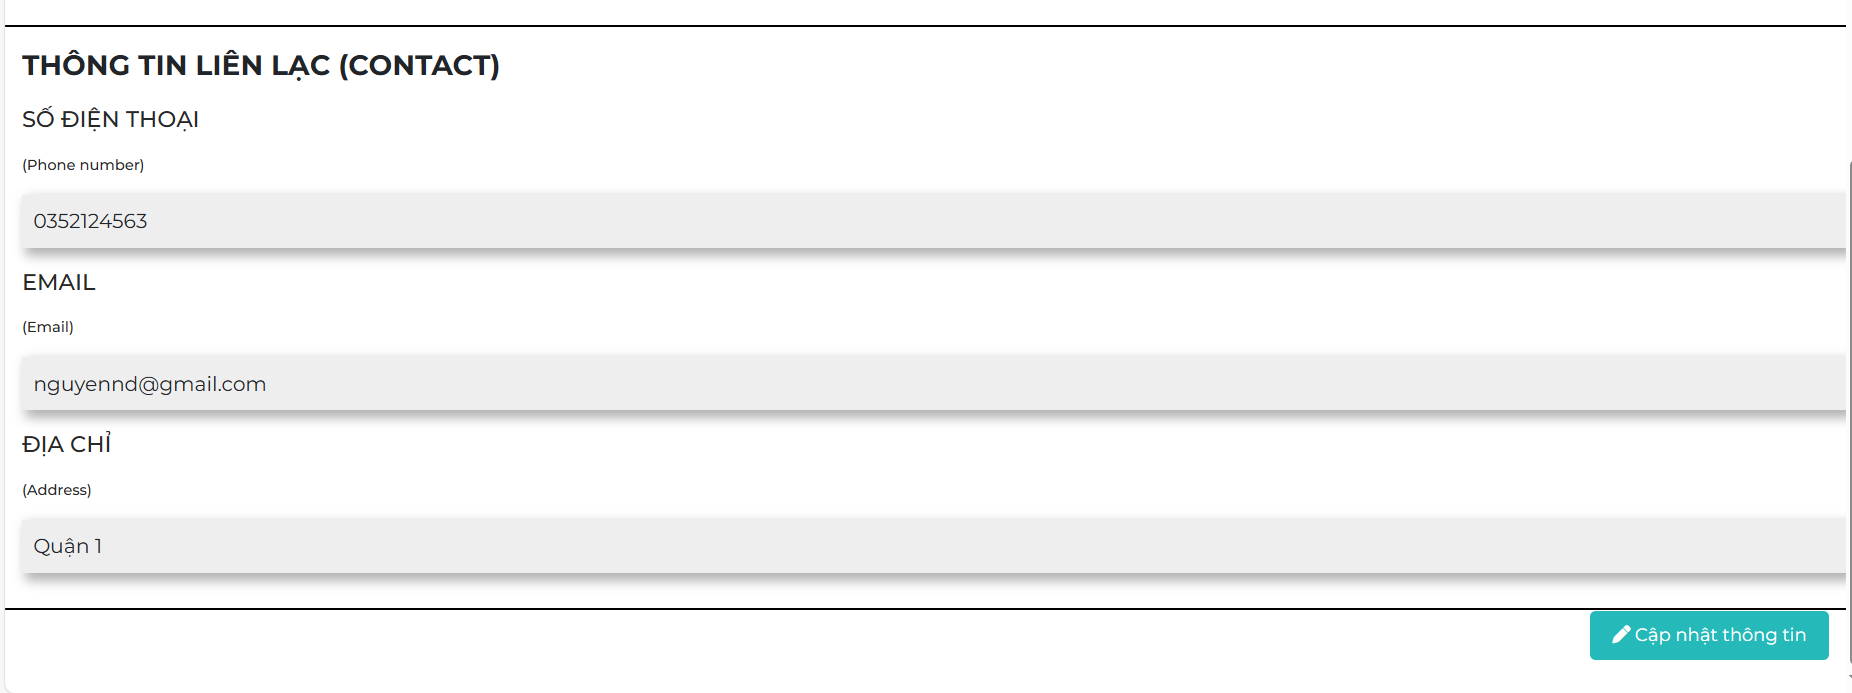 THÔNG TIN LIÊN LẠC (CONTACT)
SỐ ĐIỆN THOẠI
(Phone number)
0352124563
EMAIL
(Email)
nguyennd@gmail.com
ĐỊA CHỈ
(Address)
Quận 1
Cập nhật thông tin